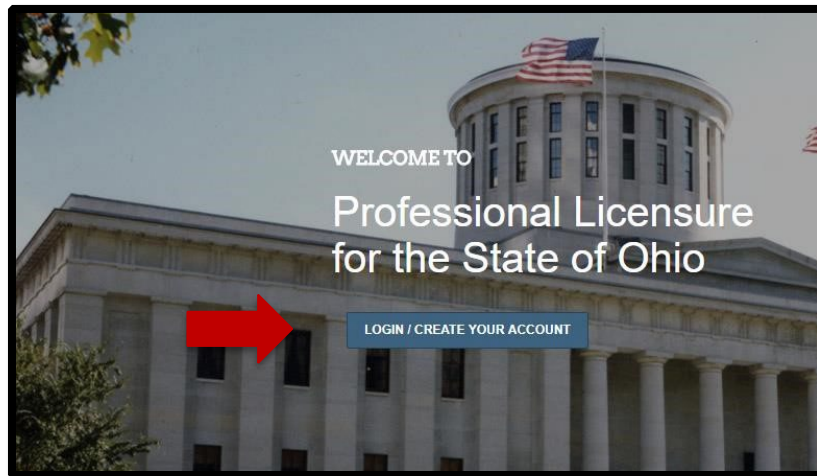 WELCOME TO
Professional Licensure
for the State of Ohio
LOGIN / CREATE YOUR ACCOUNT